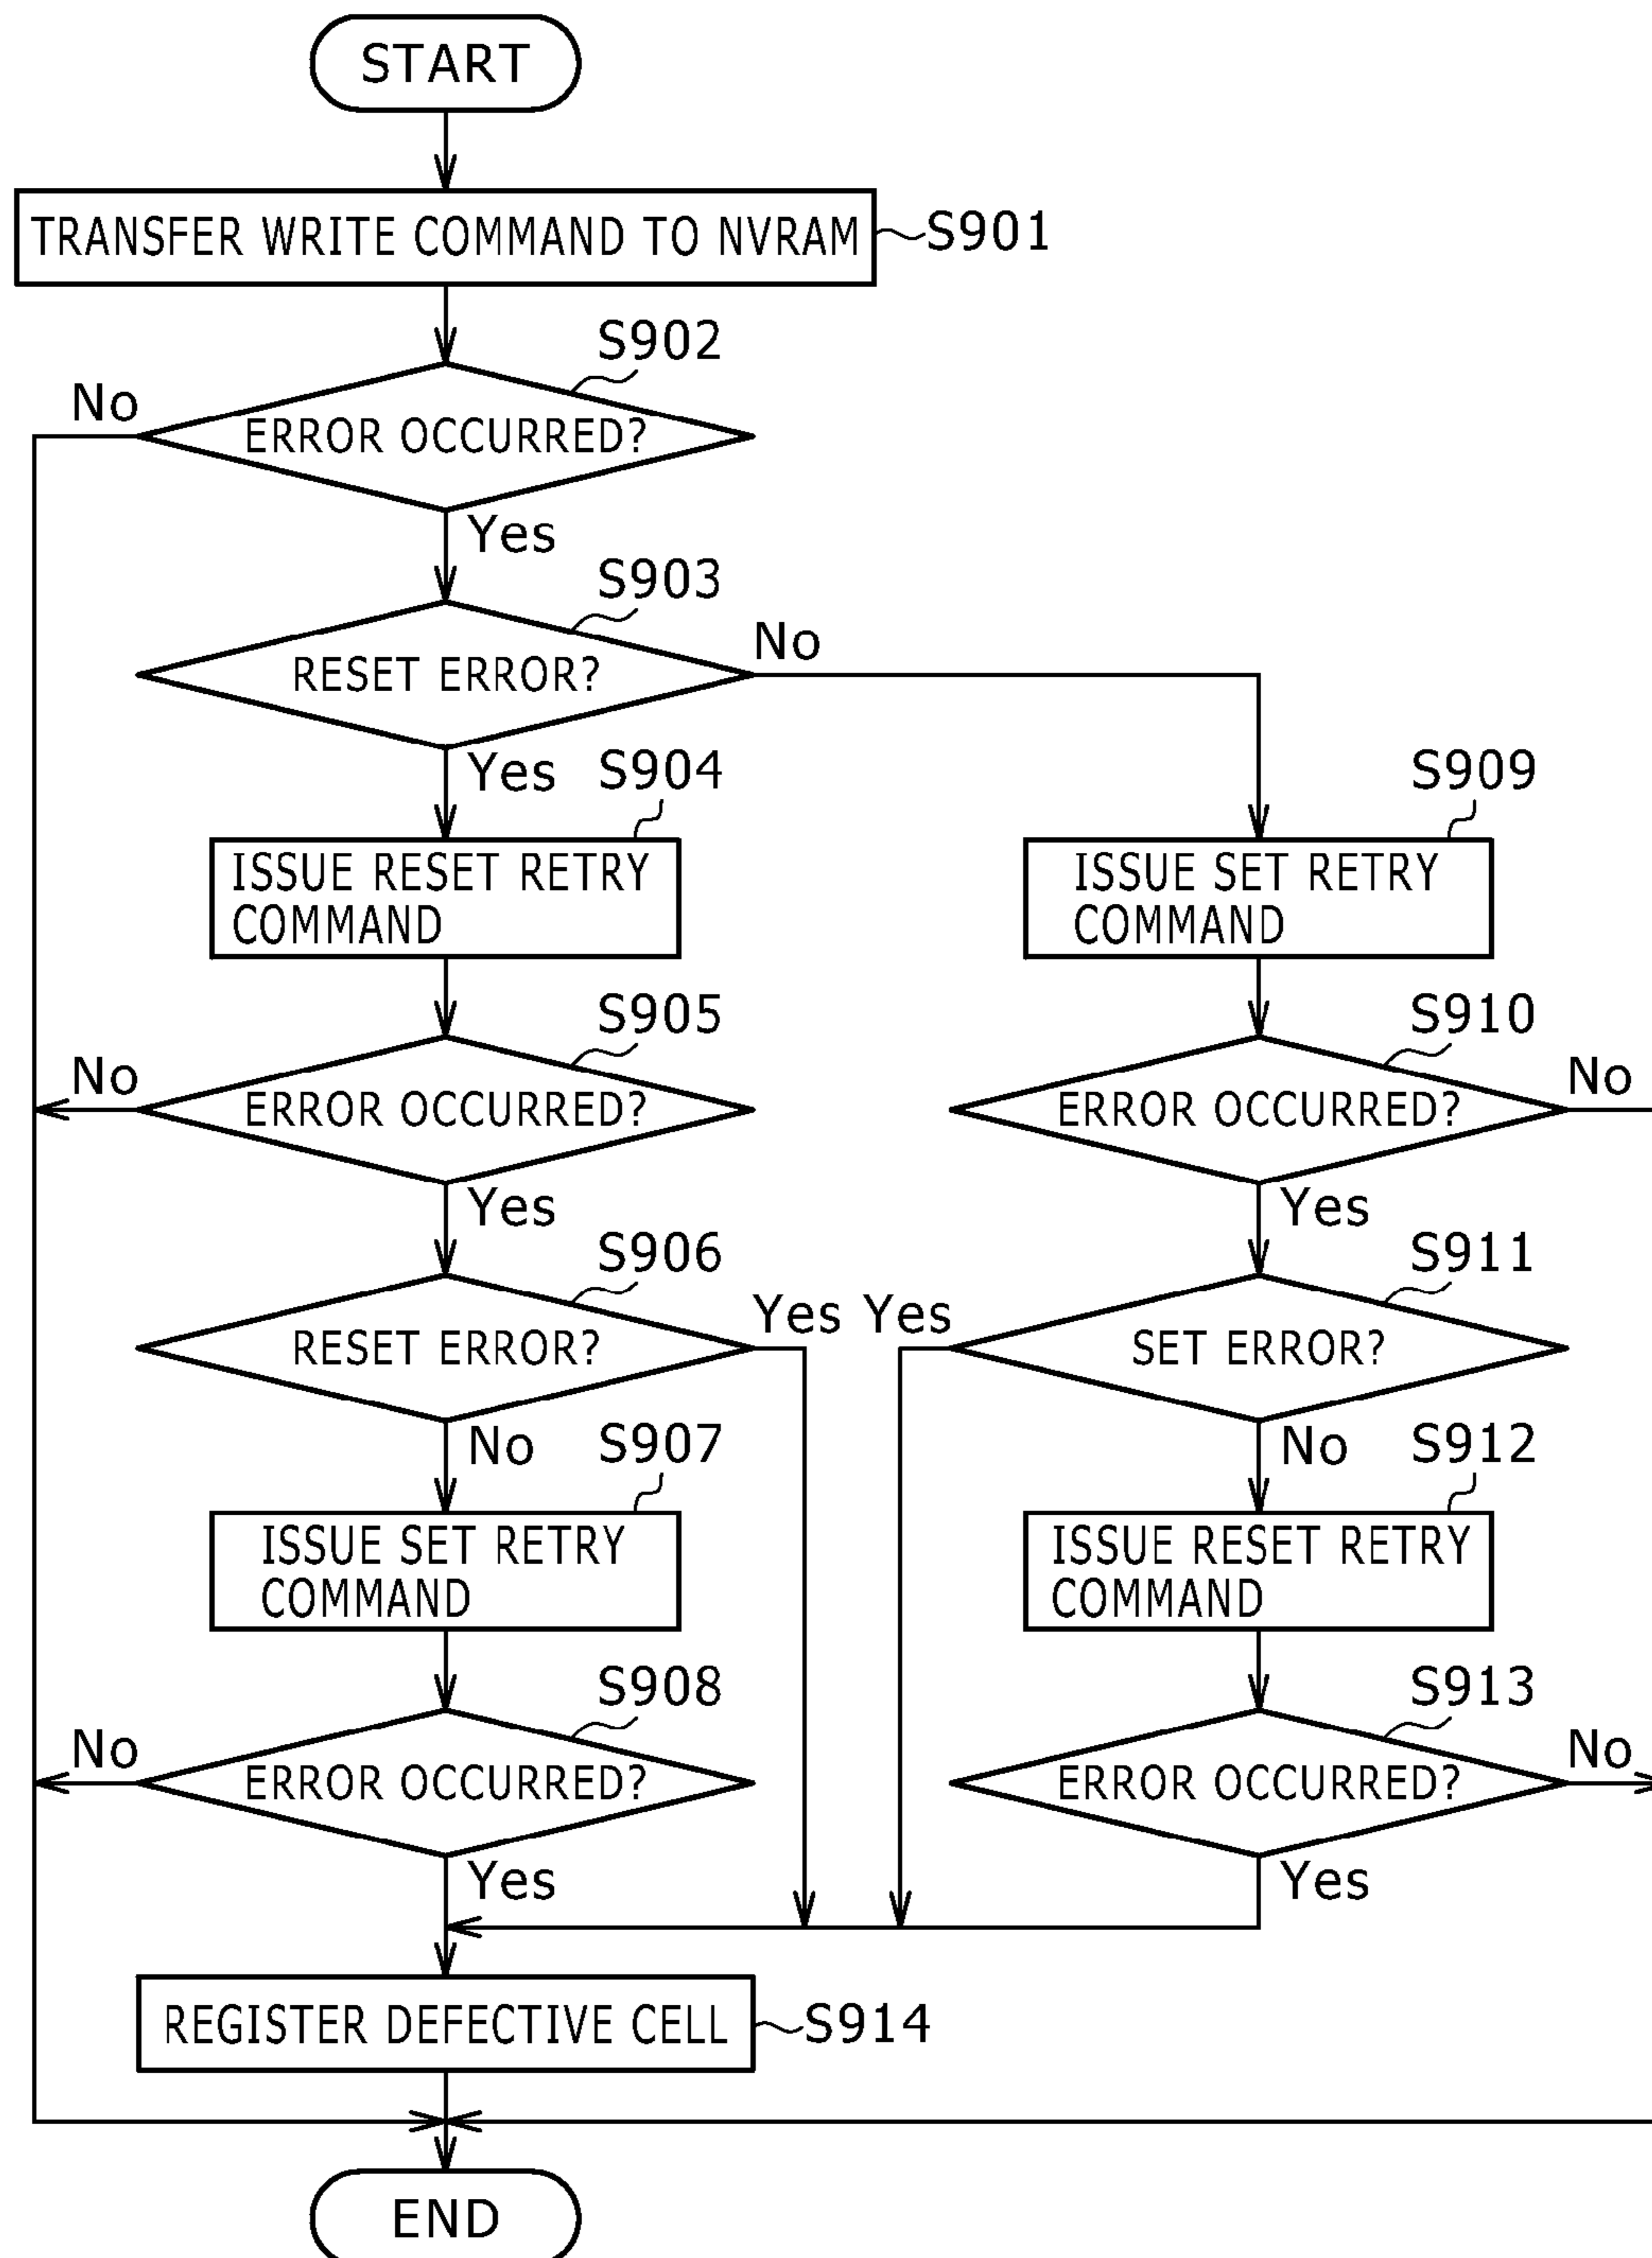 START
TRANSFER WRITE COMMAND TO NVRAM
S901
S902
No
ERROR OCCURRED?
Yes
S903
No
RESET ERROR?
Yes
S904
S909
ISSUE RESET RETRY
COMMAND
ISSUE SET RETRY
COMMAND
S905
S910
No
ERROR OCCURRED?
ERROR OCCURRED?
No
Yes
Yes
S906
S911
Yes
Yes
RESET ERROR?
SET ERROR?
No
S907
No
S912
ISSUE SET RETRY
COMMAND
ISSUE RESET RETRY
COMMAND
S908
S913
No
ERROR OCCURRED?
ERROR OCCURRED?
No
Yes
Yes
REGISTER DEFECTIVE CELL
S914
END